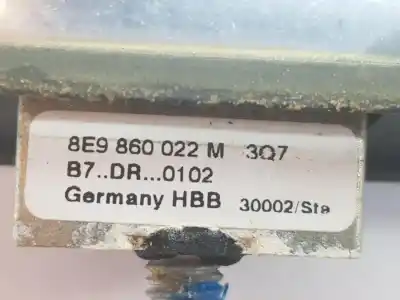 8E9 860 022 M 3Q7
B7..DR...0102
Germany HBB 30002/Sta